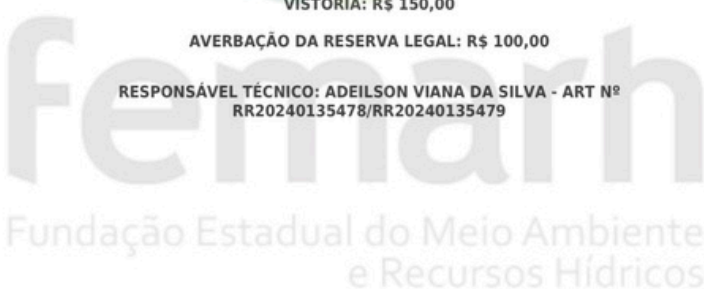 VISTORIA: R$ 150,00
AVERBAÇÃO DA RESERVA LEGAL: R$ 100,00
RESPONSÁVEL TÉCNICO: ADEILSON VIANA DA SILVA - ART Nº
RR20240135478/RR20240135479
femarh
Fundação Estadual do Meio Ambiente
e Recursos Hídricos